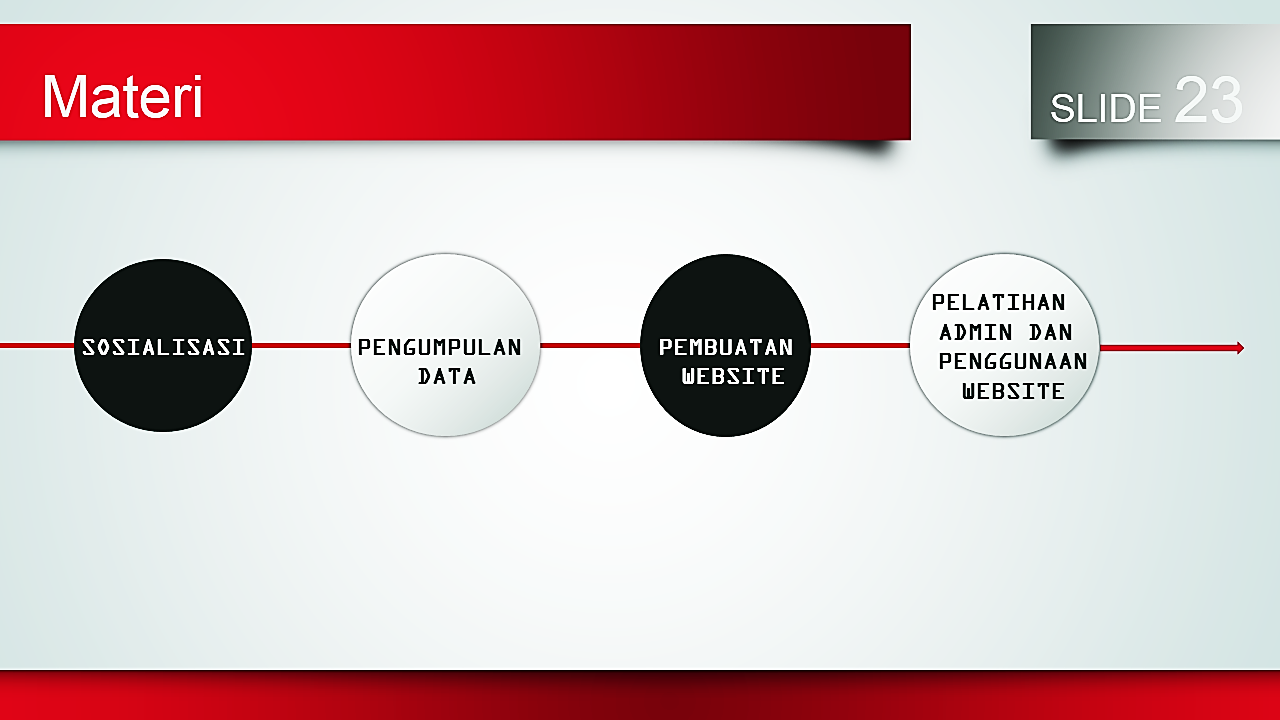 Materi
SLIDE 23
SOSIALISASI
PENGUMPULAN
DATA
PEMBUATAN
WEBSITE
PELATIHAN
ADMIN DAN
PENGGUNAAN
WEBSITE